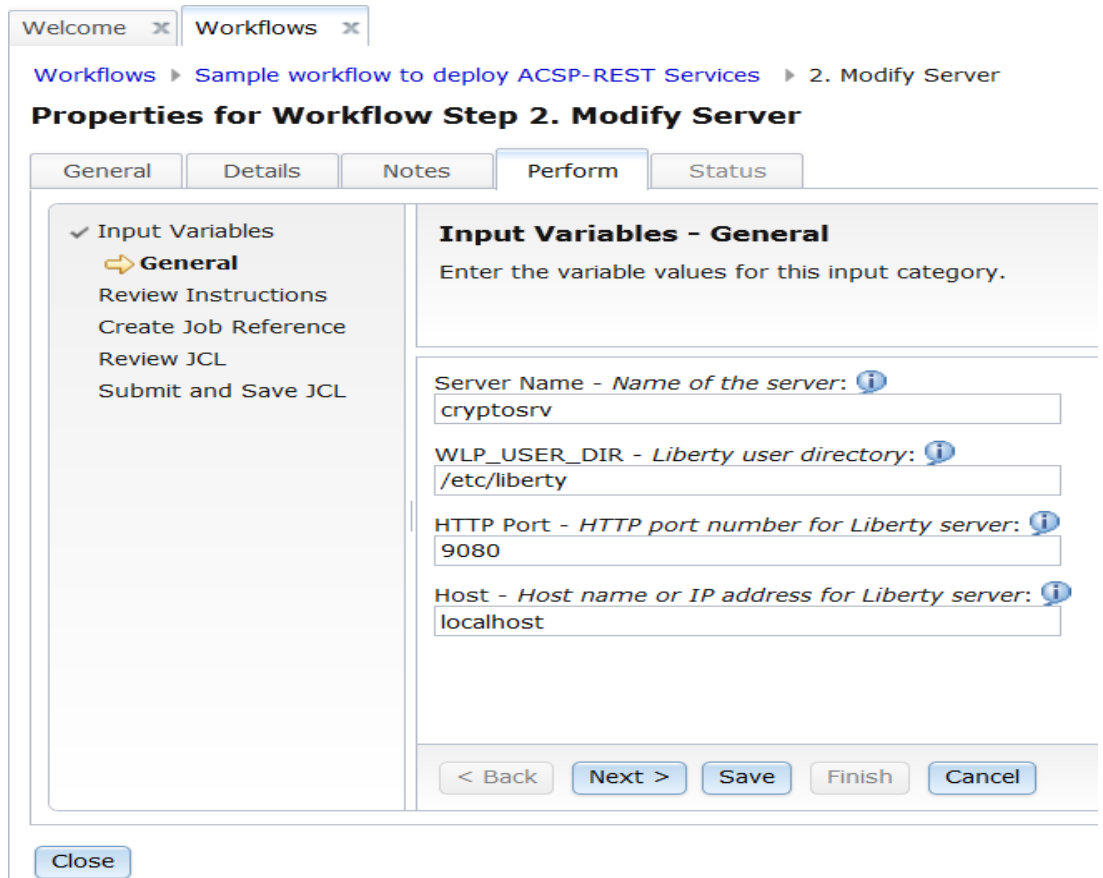 Welcome x Workflows x
Workflows Sample workflow to deploy ACSP-REST Services 2. Modify Server
Properties for Workflow Step 2. Modify Server
General Details Notes Perform Status
Input Variables
General
Review Instructions
Create Job Reference
Review JCL
Submit and Save JCL
Input Variables - General
Enter the variable values for this input category.
Server Name - Name of the server:
cryptosrv
WLP_USER_DIR - Liberty user directory:
/etc/liberty
HTTP Port - HTTP port number for Liberty server:
9080
Host - Host name or IP address for Liberty server:
localhost
< Back Next > Save Finish Cancel
Close